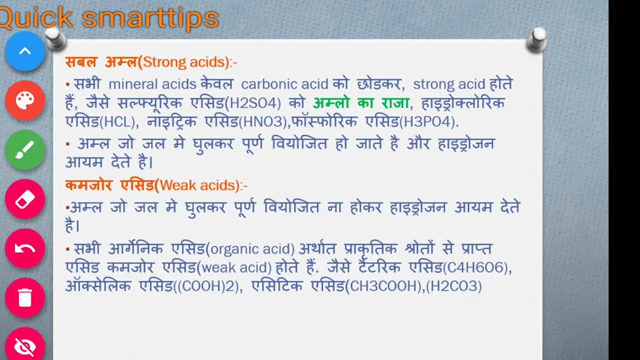 Quick smarttips
सबल अम्ल(Strong acids):-
• सभी mineral acids केवल carbonic acid को छोडकर, strong acid होते
हैं, जैसे सल्फ्यूरिक एसिड(H2SO4) को अम्लो का राजा, हाइड्रोक्लोरिक
एसिड(HCL), नाइट्रिक एसिड(HNO3),फॉस्फोरिक एसिड(H3PO4).
• अम्ल जो जल मे घुलकर पूर्ण वियोजित हो जाते है और हाइड्रोजन
आयम देते है।
कमजोर एसिड(Weak acids):-
•अम्ल जो जल मे घुलकर पूर्ण वियोजित ना होकर हाइड्रोजन आयम देते
है।
• सभी आर्गेनिक एसिड(organic acid) अर्थात प्राकृतिक श्रोतों से प्राप्त
एसिड कमजोर एसिड(weak acid) होते हैं. जैसे टैटरिक एसिड(C4H6O6),
ऑक्सेलिक एसिड((COOH)2), एसिटिक एसिड(CH3COOH),(H2CO3)